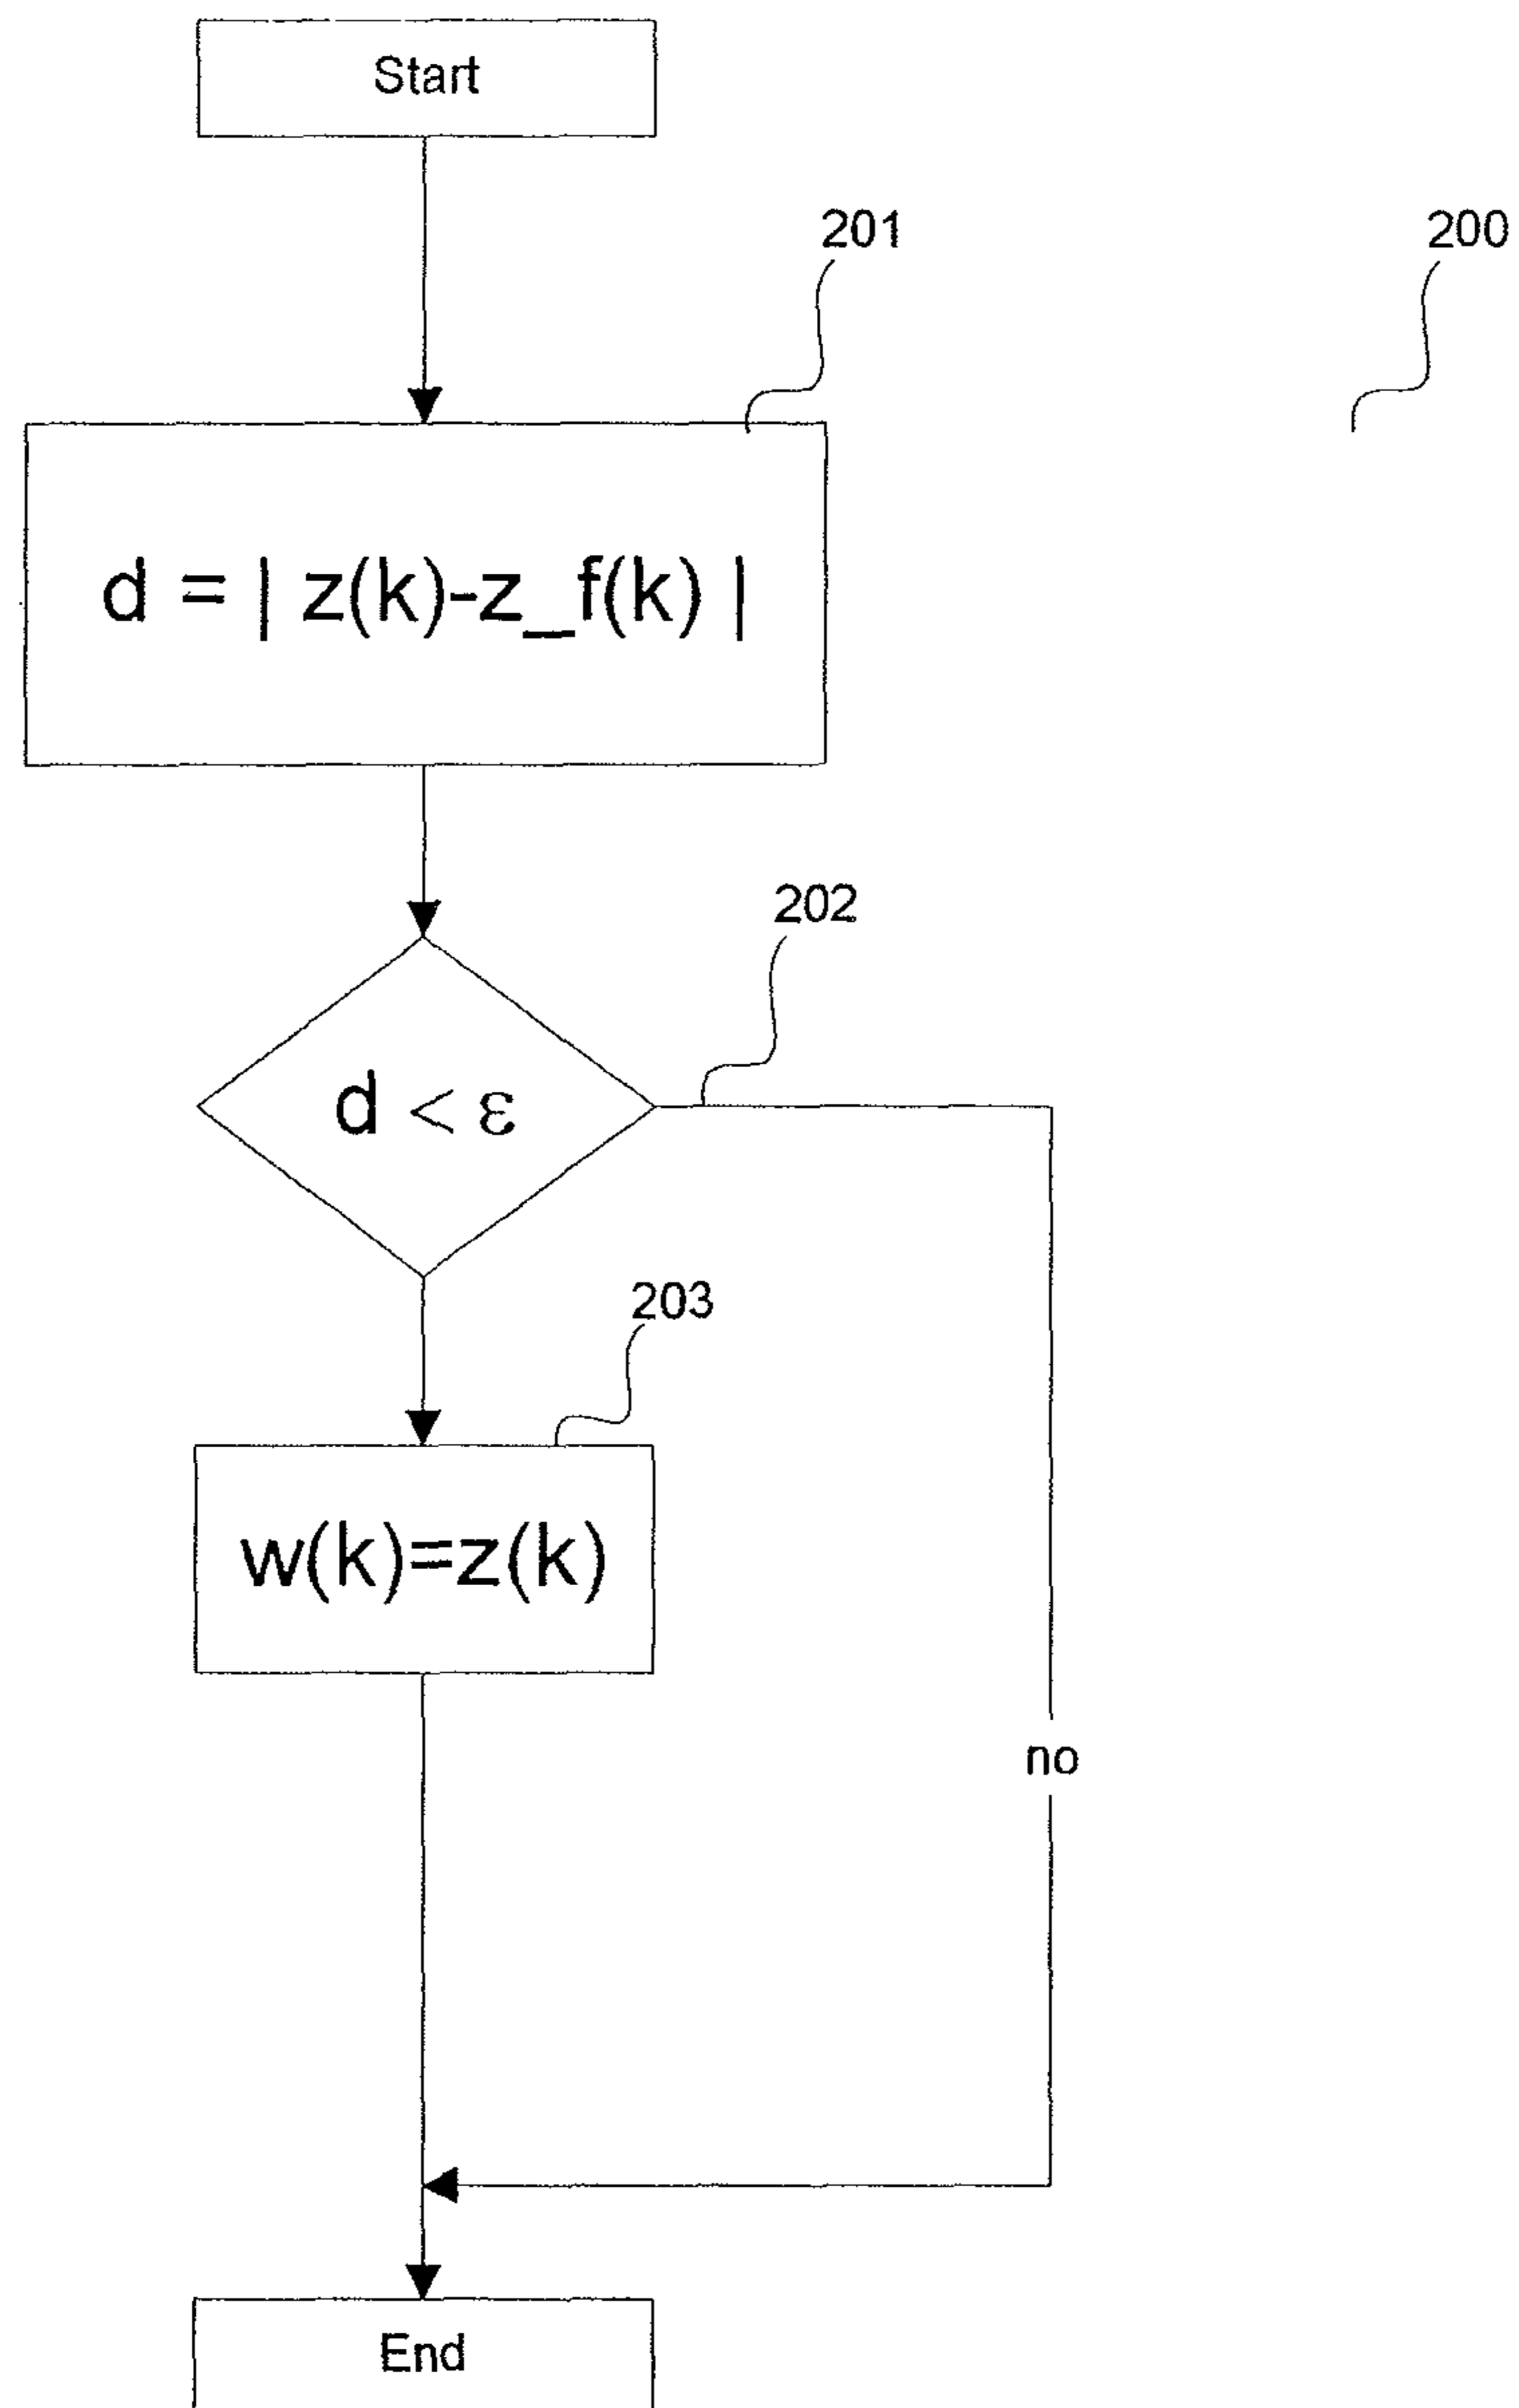 Start
201
200
d = | z(k)-z_f(k) |
202
d < ε
203
w(k)=z(k)
no
End